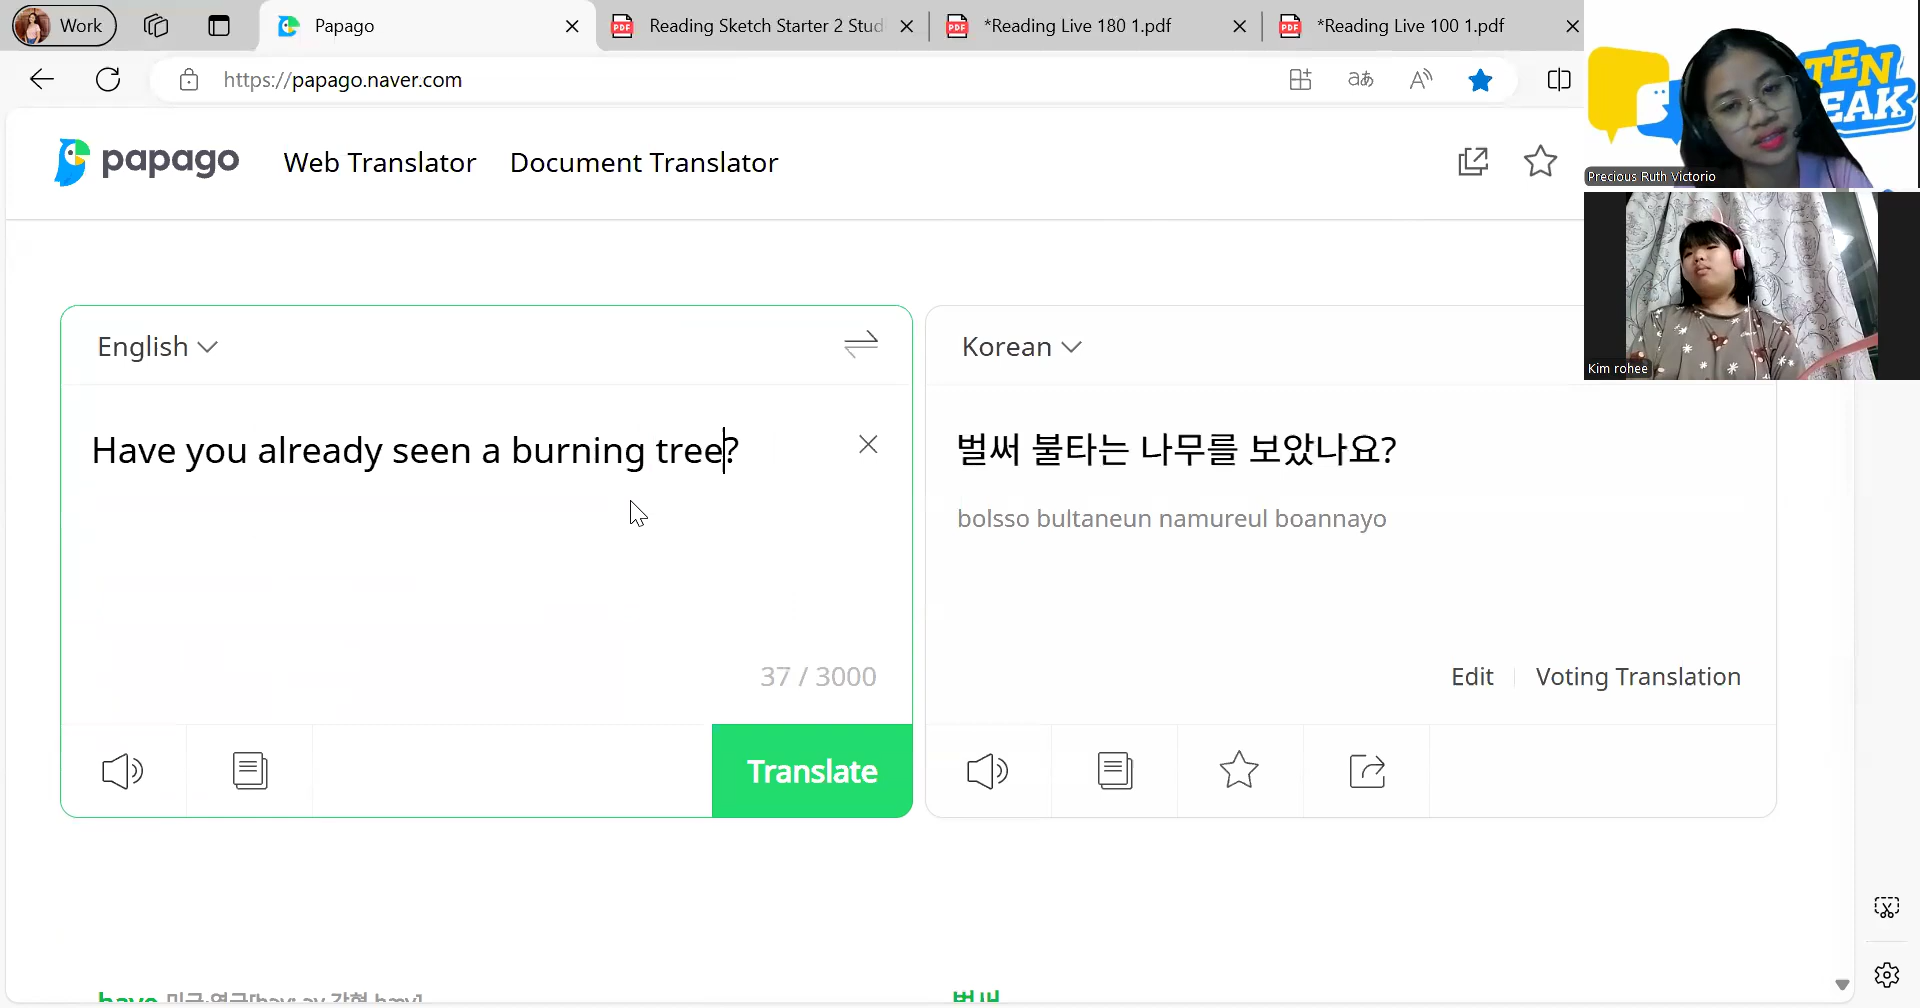 Work
Papago
Reading Sketch Starter 2 Stud
*Reading Live 180 1.pdf
*Reading Live 100 1.pdf
https://papago.naver.com
TEN
EAK
Precious Ruth Victorio
papago
Web Translator
Document Translator
Kim rohee
English
Korean
Have you already seen a burning tree?
벌써 불타는 나무를 보았나요?
bolsso bultaneun namureul boannayo
37 / 3000
Edit
Voting Translation
Translate